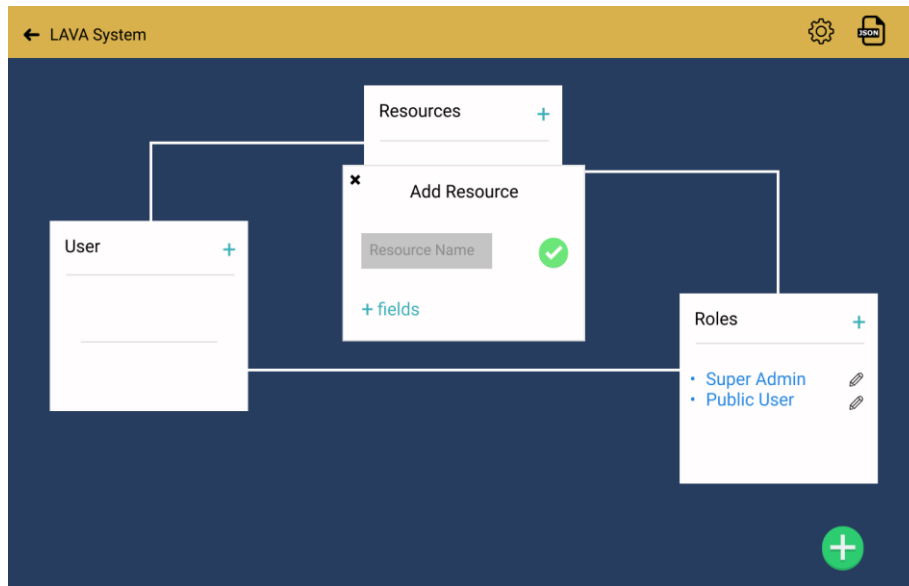 LAVA System
JSON
Resources +
Add Resource
Resource Name
+ fields
User +
Roles +
• Super Admin
• Public User